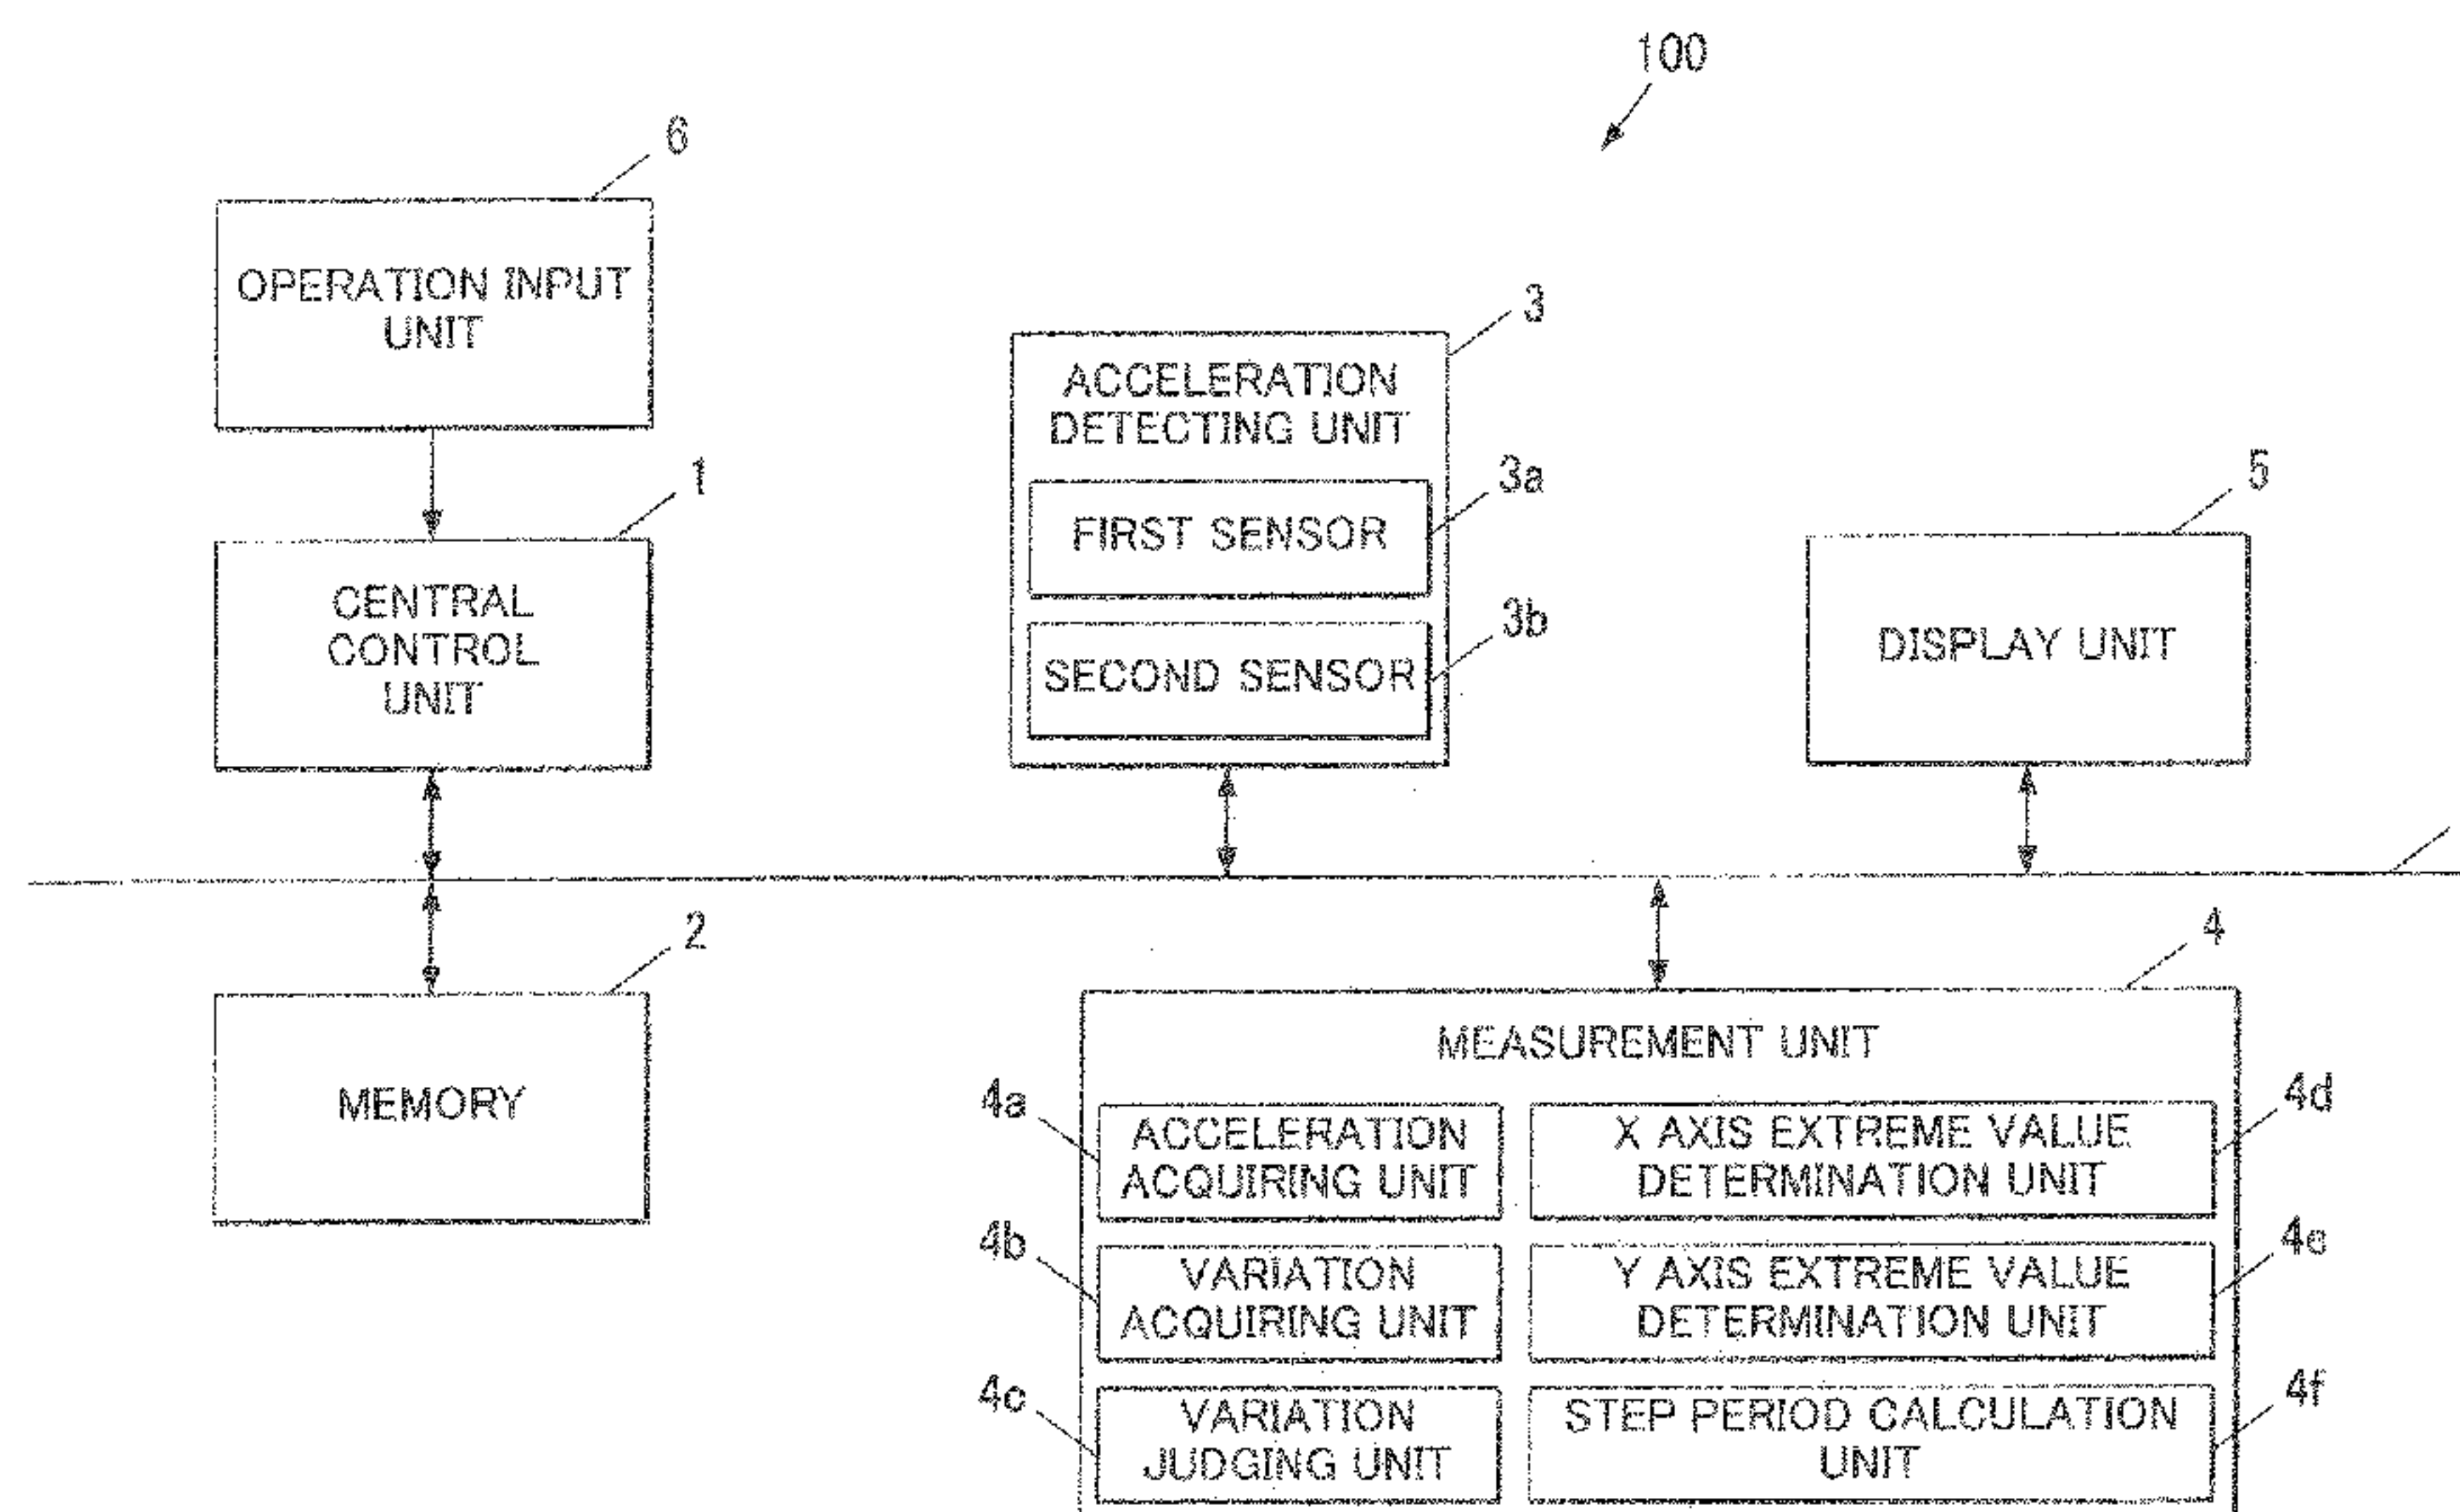 100
6
OPERATION INPUT
UNIT
3
ACCELERATION
DETECTING UNIT
1
3a
5
FIRST SENSOR
CENTRAL
CONTROL
UNIT
3b
DISPLAY UNIT
SECOND SENSOR
2
4
MEASUREMENT UNIT
MEMORY
4a
4d
ACCELERATION
ACQUIRING UNIT
X AXIS EXTREME VALUE
DETERMINATION UNIT
4b
4e
VARIATION
ACQUIRING UNIT
Y AXIS EXTREME VALUE
DETERMINATION UNIT
4c
4f
VARIATION
JUDGING UNIT
STEP PERIOD CALCULATION
UNIT